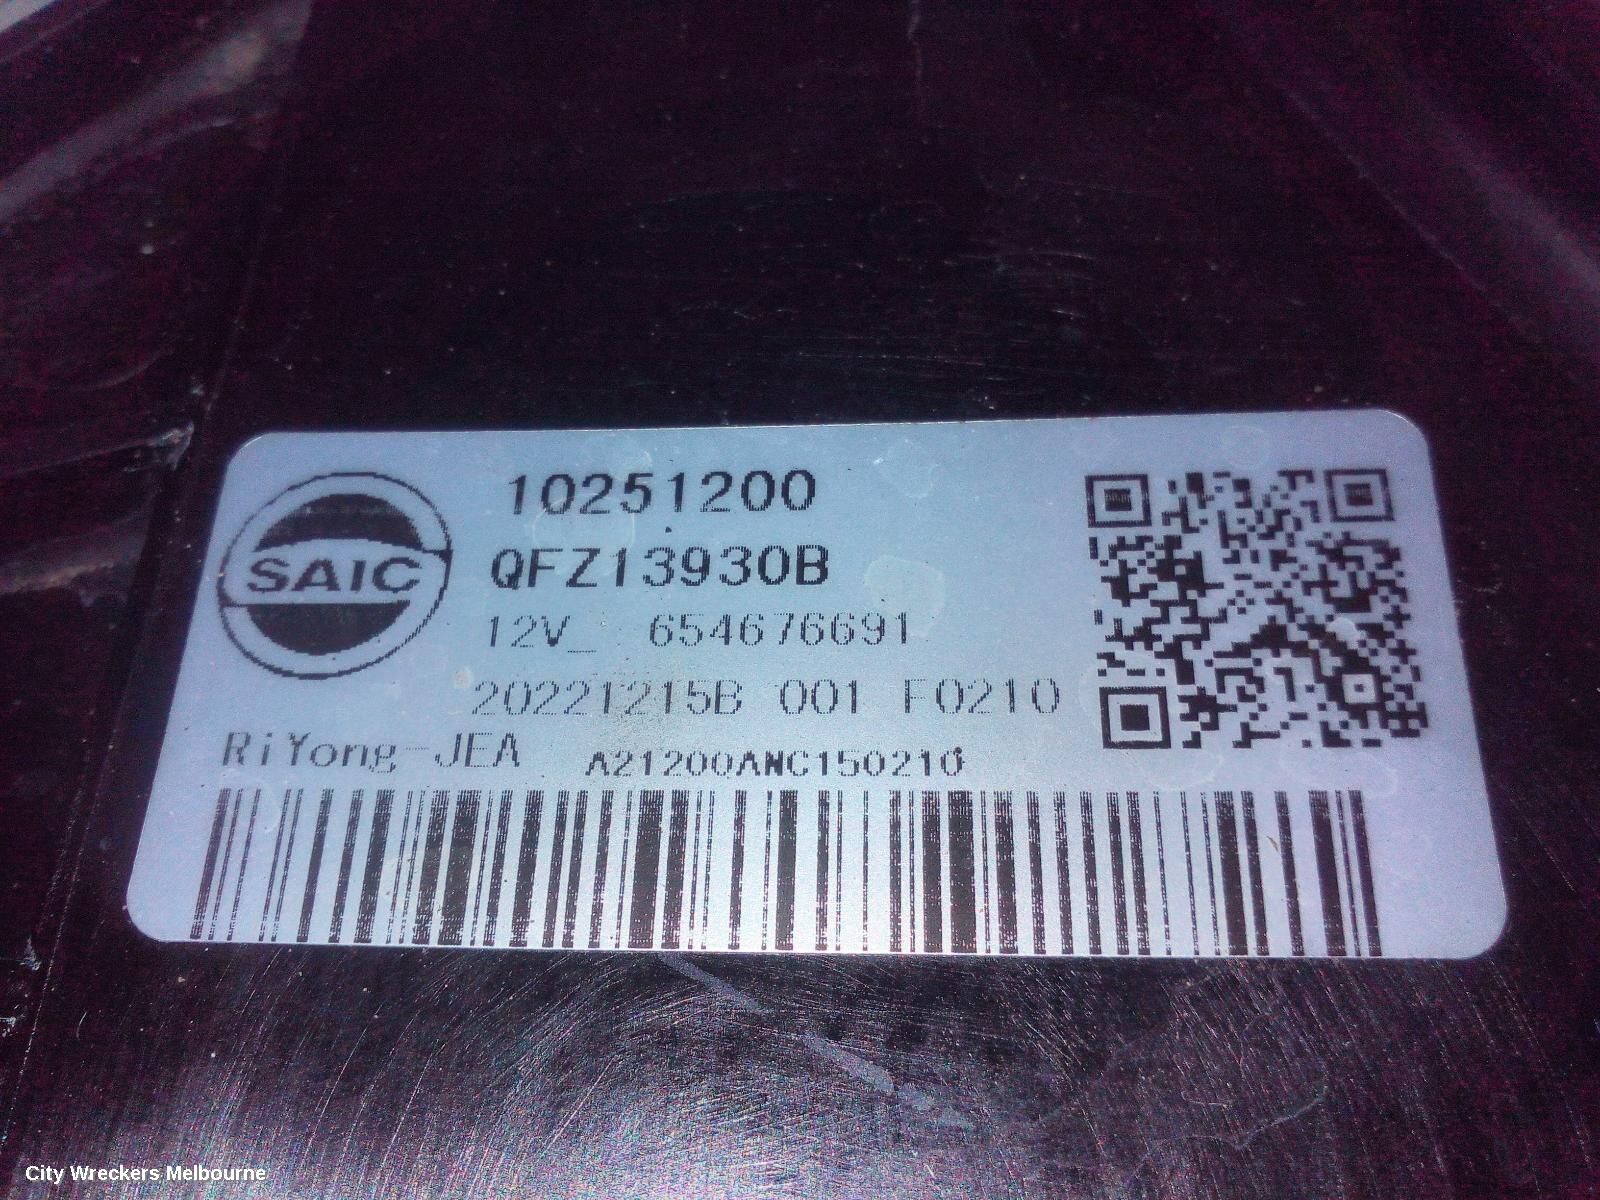 SAIC
10251200
QFZ13930B
12V_ 654676691
20221215B 001 F0210
RiYong-JEA A21200ANC150210
City Wreckers Melbourne